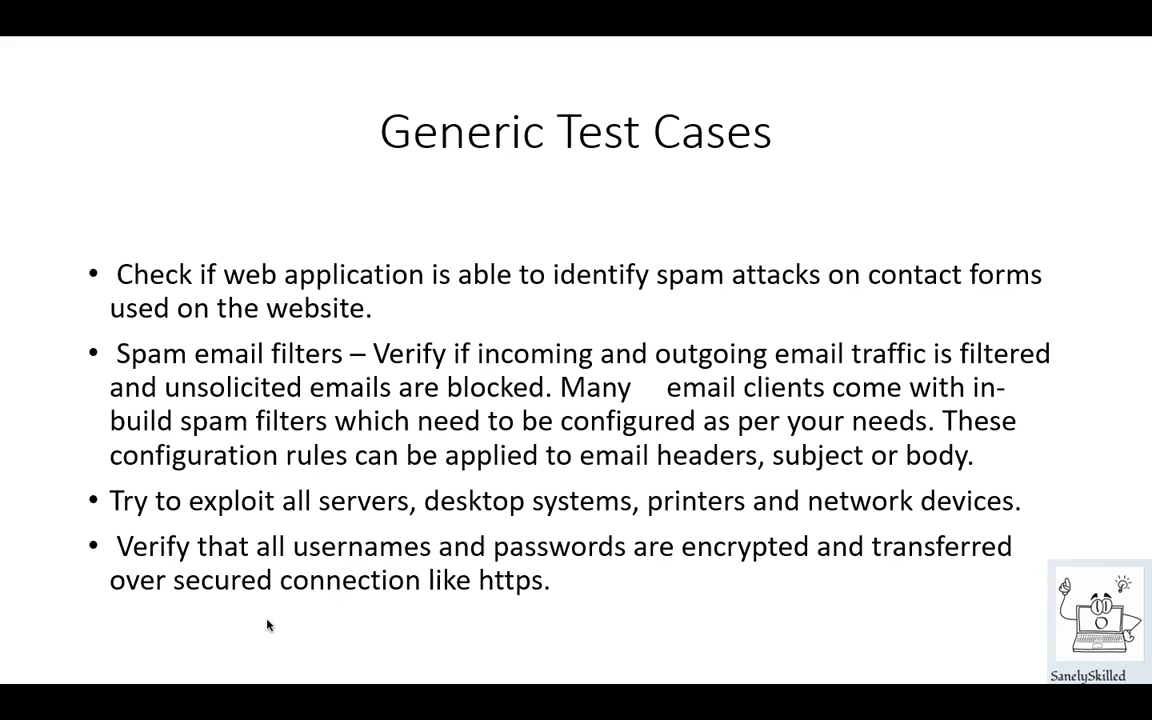 Generic Test Cases
• Check if web application is able to identify spam attacks on contact forms
used on the website.
• Spam email filters – Verify if incoming and outgoing email traffic is filtered
and unsolicited emails are blocked. Many email clients come with in-
build spam filters which need to be configured as per your needs. These
configuration rules can be applied to email headers, subject or body.
• Try to exploit all servers, desktop systems, printers and network devices.
• Verify that all usernames and passwords are encrypted and transferred
over secured connection like https.
SanelySkilled